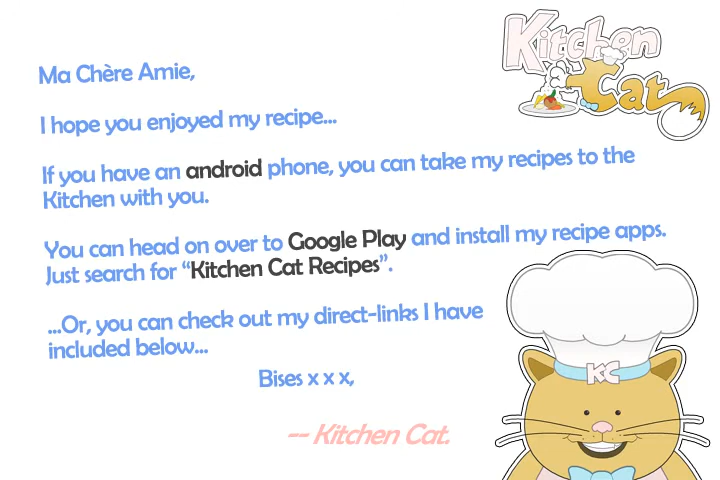 Kitchen
Cat
Ma Chère Amie,
I hope you enjoyed my recipe...
If you have an android phone, you can take my recipes to the
Kitchen with you.
You can head on over to Google Play and install my recipe apps.
Just search for “Kitchen Cat Recipes”.
...Or, you can check out my direct-links I have
included below...
Bises x x x,
-- Kitchen Cat.
KC